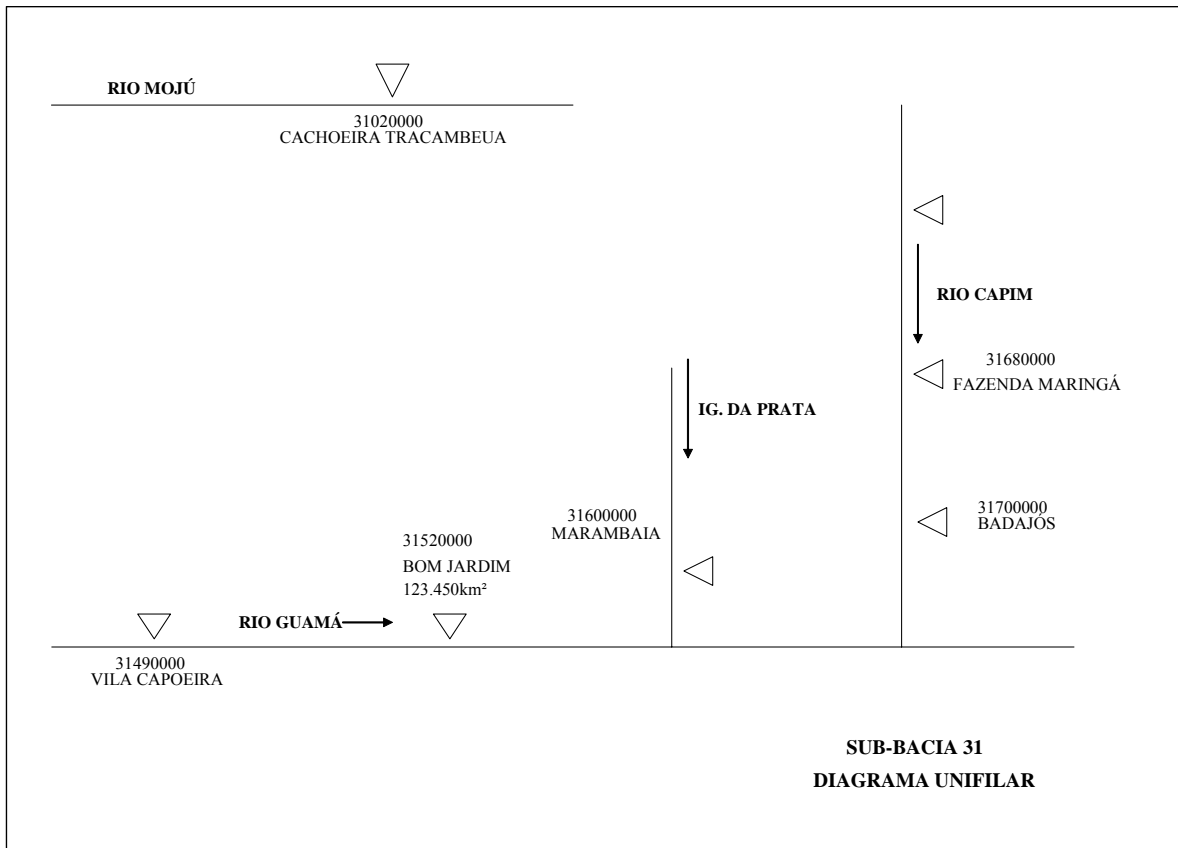 RIO MOJÚ
31020000
CACHOEIRA TRACAMBEUA
RIO CAPIM
31680000
FAZENDA MARINGÁ
IG. DA PRATA
31700000
BADAJÓS
31600000
MARAMBAIA
31520000
BOM JARDIM
123.450km²
RIO GUAMÁ
31490000
VILA CAPOEIRA
SUB-BACIA 31
DIAGRAMA UNIFILAR